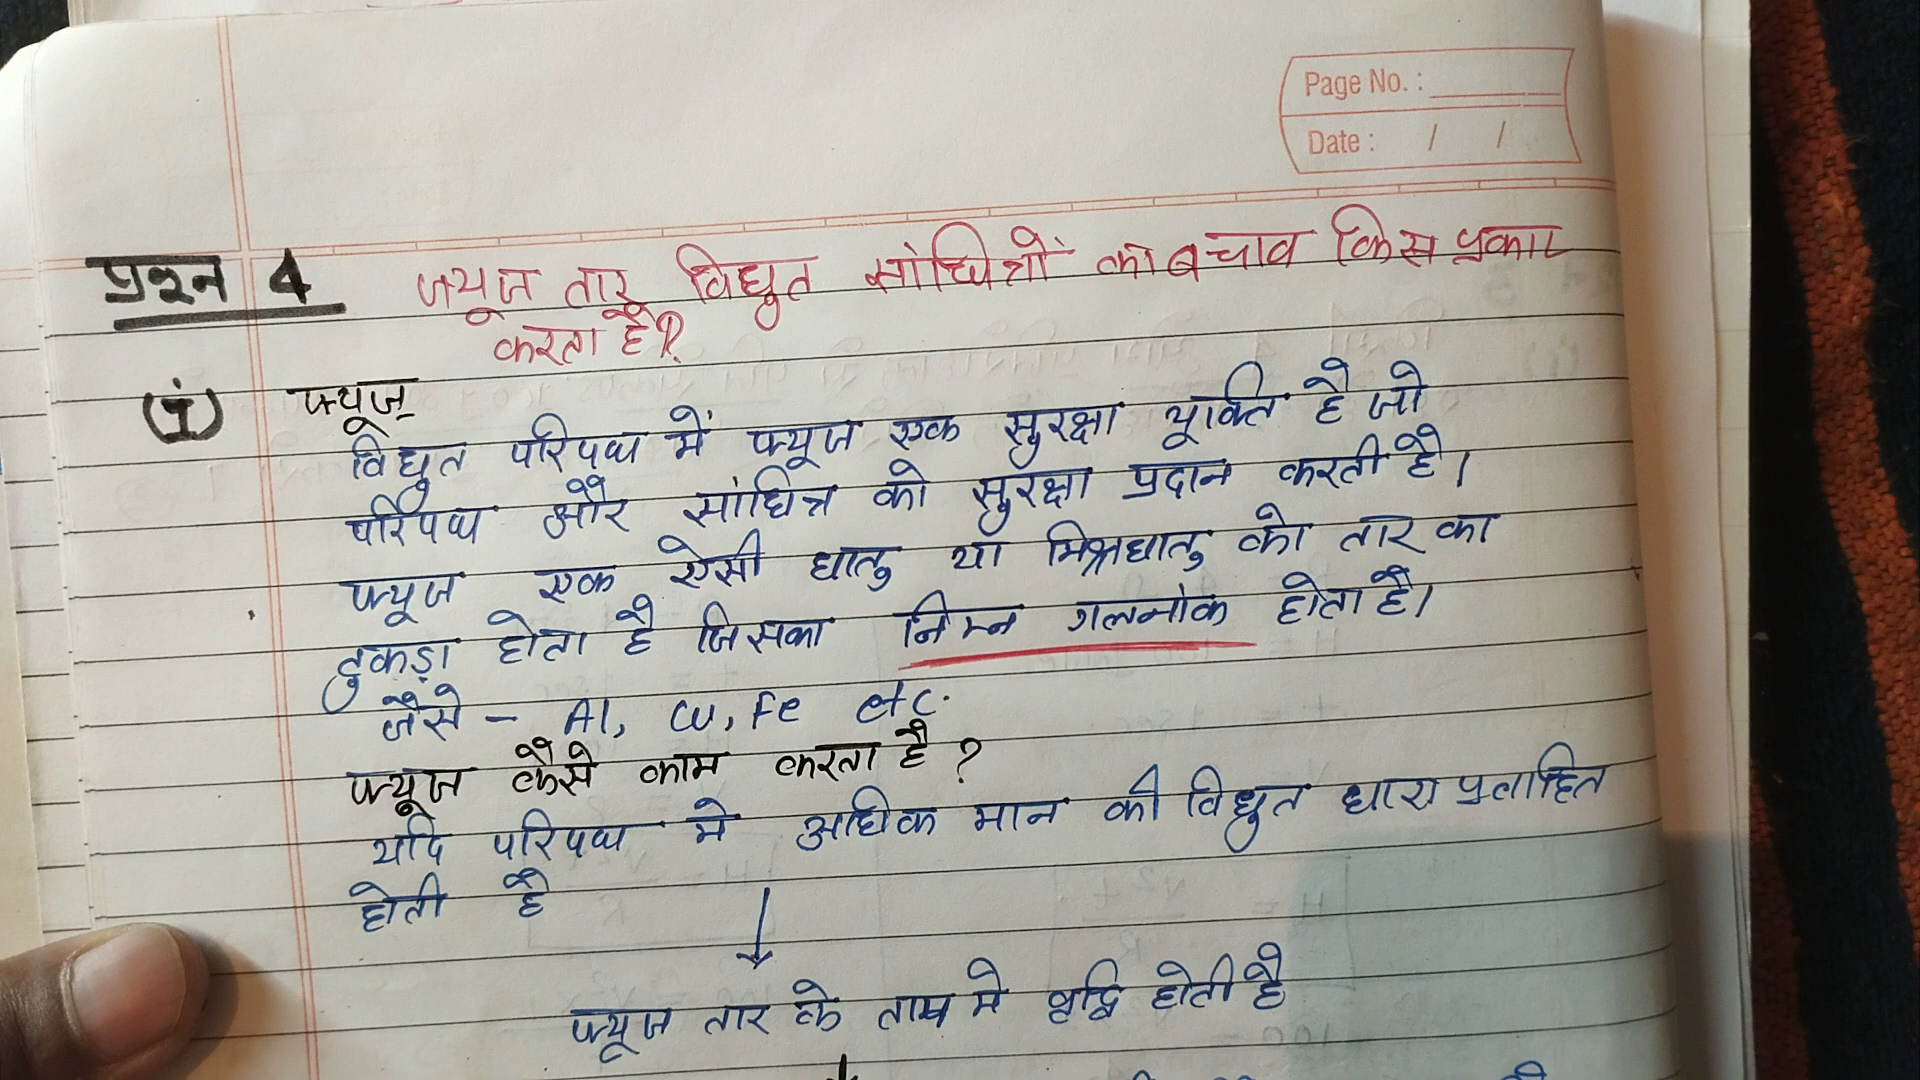 Page No. :
Date : / /
प्रश्न 4 फ्यूज तार विद्युत सांधित्रों का बचाव किस प्रकार
करता है?
(i) फ्यूज
विद्युत परिपथ में फ्यूज एक सुरक्षा यूक्ति है जो
परिपथ और सांधित्र को सुरक्षा प्रदान करती है।
फ्यूज एक ऐसी धातु या मिश्रधातु के तार का
टुकड़ा होता है जिसका निम्न गलनांक होता है।
जैसे - Al, Cu, Fe etc.
फ्यूज कैसे काम करता है ?
यदि परिपथ मे अधिक मान की विद्युत धारा प्रवाहित
होती है
फ्यूज तार के ताप मे वृद्धि होती है